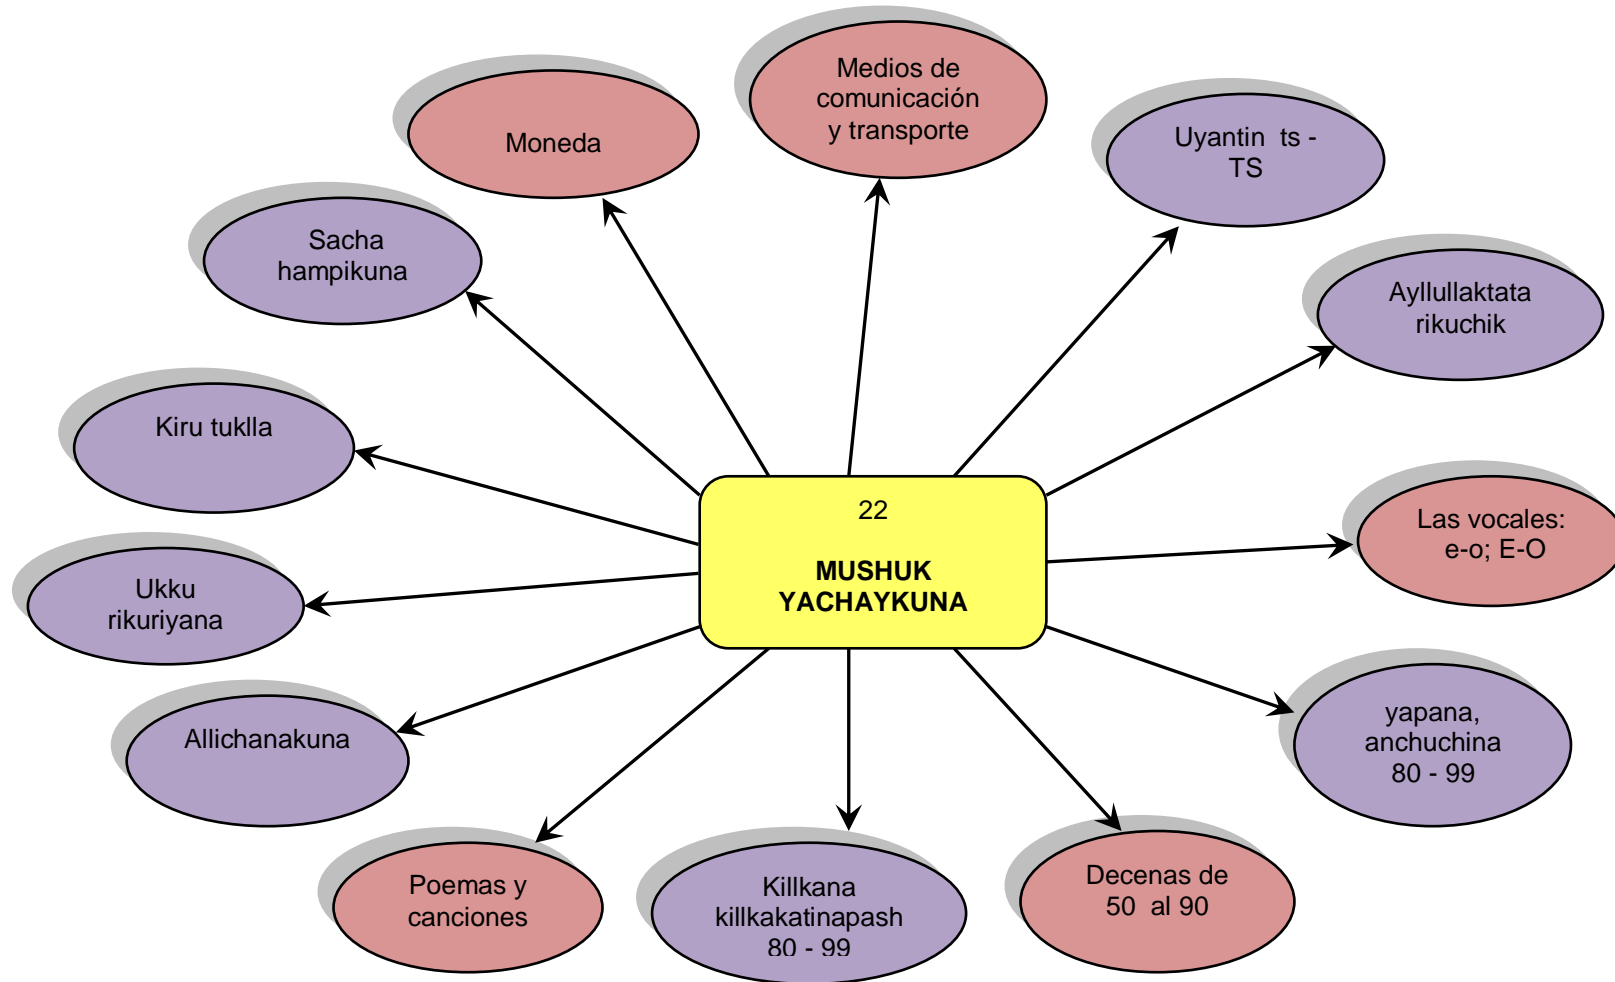 Medios de
comunicación
y transporte
Moneda
Uyantin  ts -
TS
Sacha
hampikuna
Ayllullaktata
rikuchik
Kiru tuklla
22
MUSHUK
YACHAYKUNA
Las vocales:
e-o; E-O
Ukku
rikuriyana
Allichanakuna
yapana,
anchuchina
80 - 99
Poemas y
canciones
Killkana
killkakatinapash
80 - 99
Decenas de
50  al 90